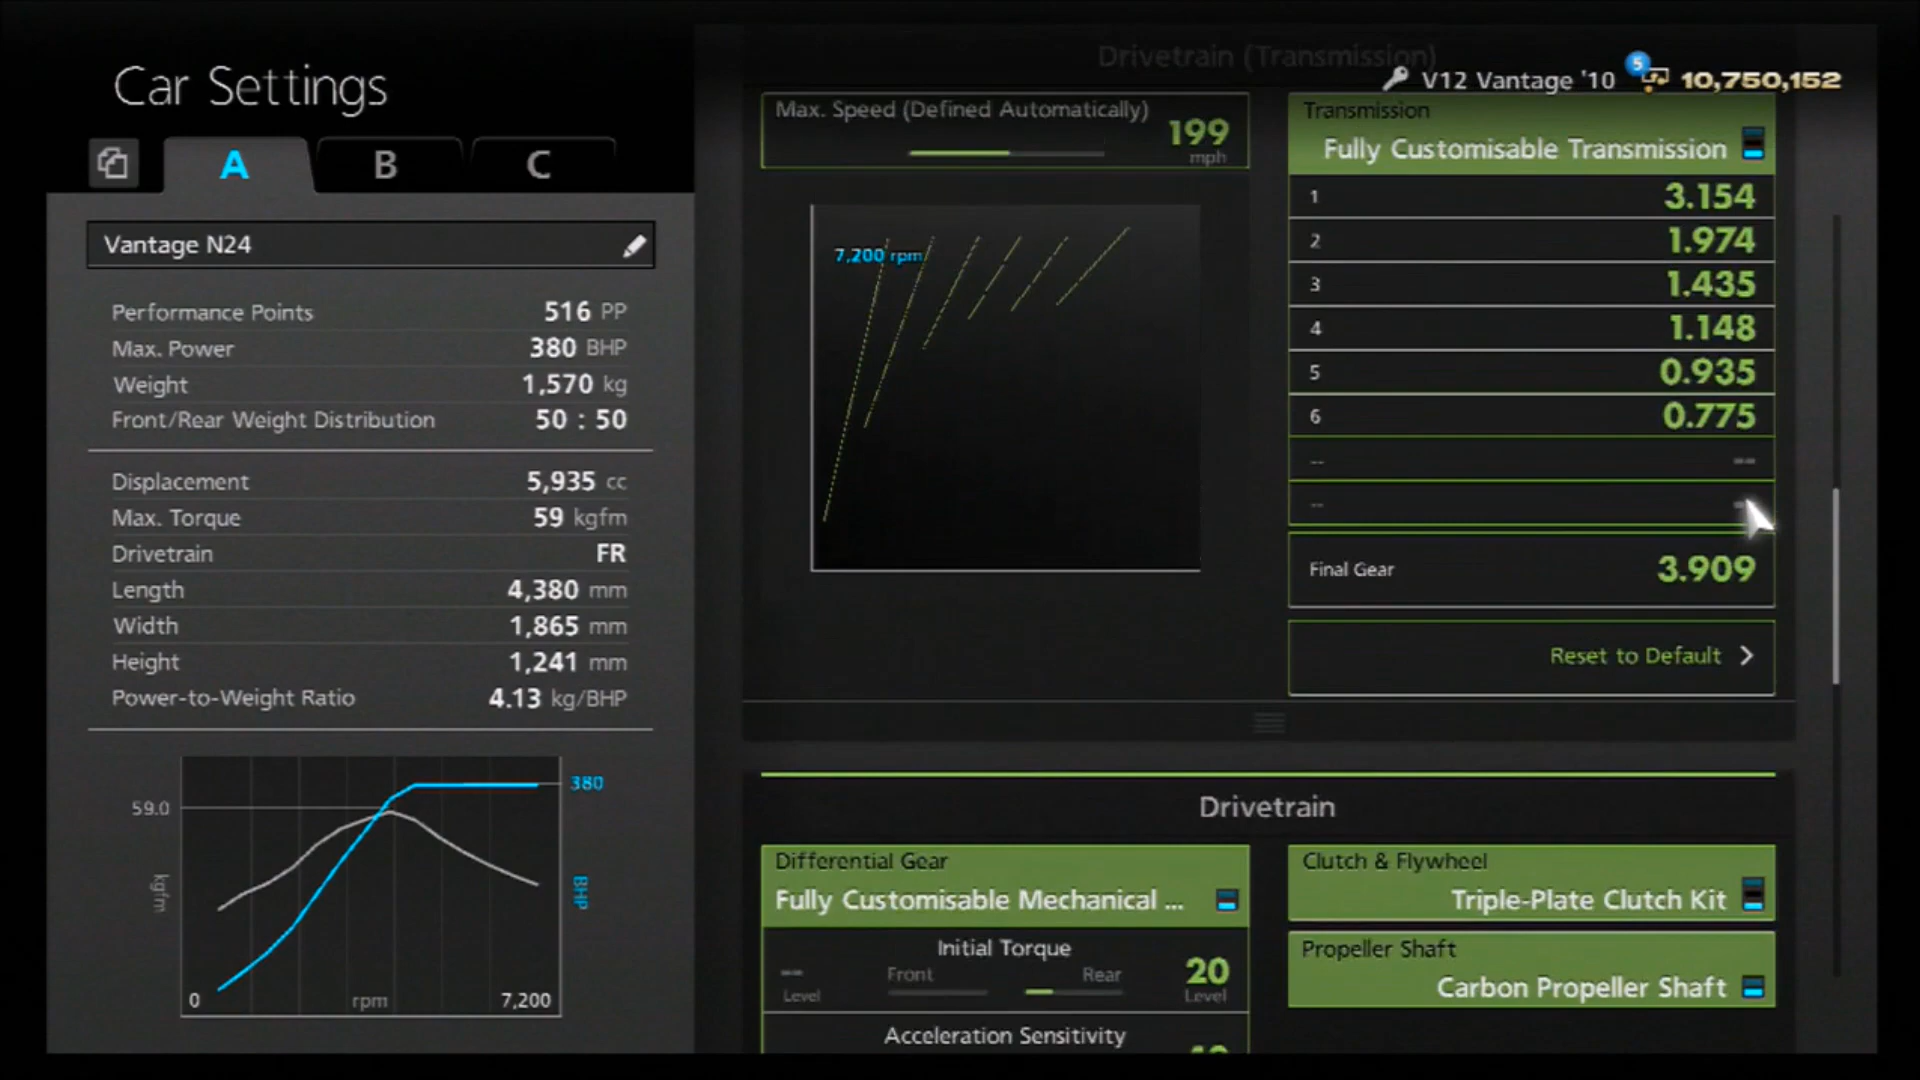 Drivetrain (Transmission)
Car Settings
V12 Vantage '10
5
10,750,152
A
B
C
Vantage N24
Performance Points 516 PP
Max. Power 380 BHP
Weight 1,570 kg
Front/Rear Weight Distribution 50 : 50
Displacement 5,935 cc
Max. Torque 59 kgfm
Drivetrain FR
Length 4,380 mm
Width 1,865 mm
Height 1,241 mm
Power-to-Weight Ratio 4.13 kg/BHP
380
59.0
kgfm
BHP
0 rpm 7,200
Max. Speed (Defined Automatically)
199
mph
7,200 rpm
Transmission
Fully Customisable Transmission
1 3.154
2 1.974
3 1.435
4 1.148
5 0.935
6 0.775
-- --
--
Final Gear 3.909
Reset to Default
Drivetrain
Differential Gear
Fully Customisable Mechanical ...
Initial Torque
-- Front Rear 20
Level Level
Acceleration Sensitivity
Clutch & Flywheel
Triple-Plate Clutch Kit
Propeller Shaft
Carbon Propeller Shaft